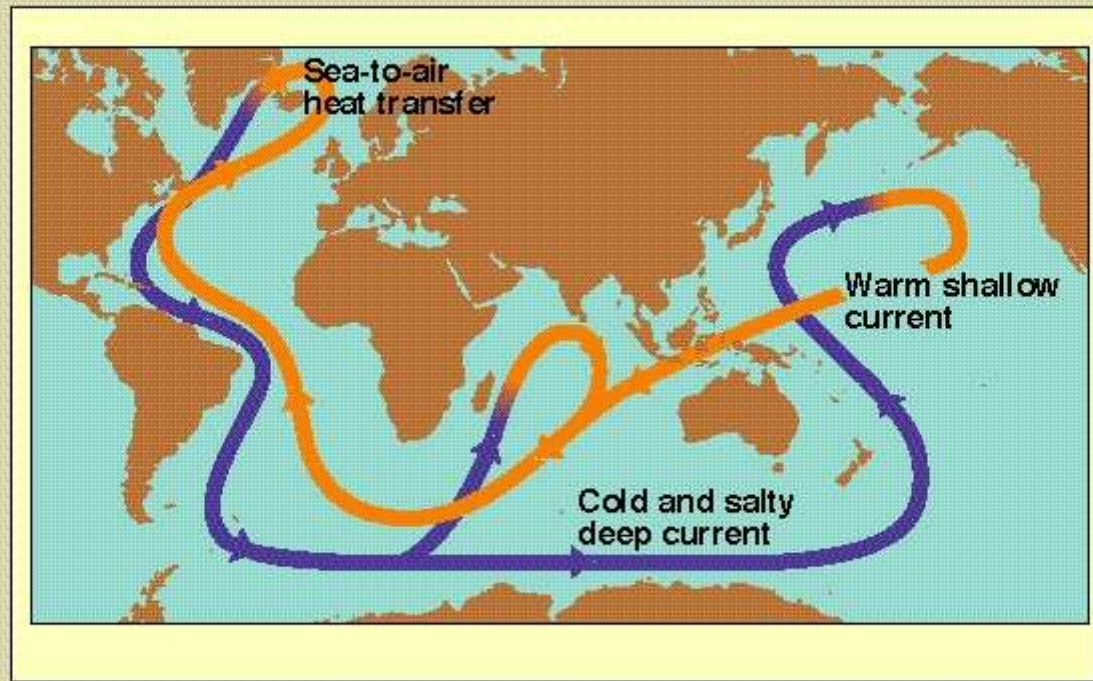 Sea-to-air
heat transfer
Warm shallow
current
Cold and salty
deep current